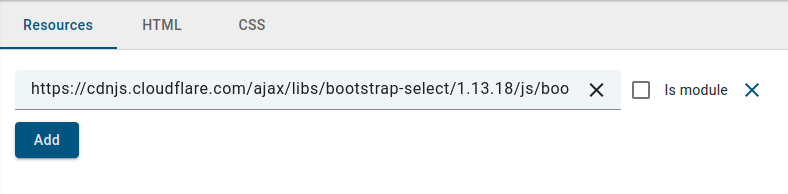 Resources HTML CSS
https://cdnjs.cloudflare.com/ajax/libs/bootstrap-select/1.13.18/js/boo Is module
Add